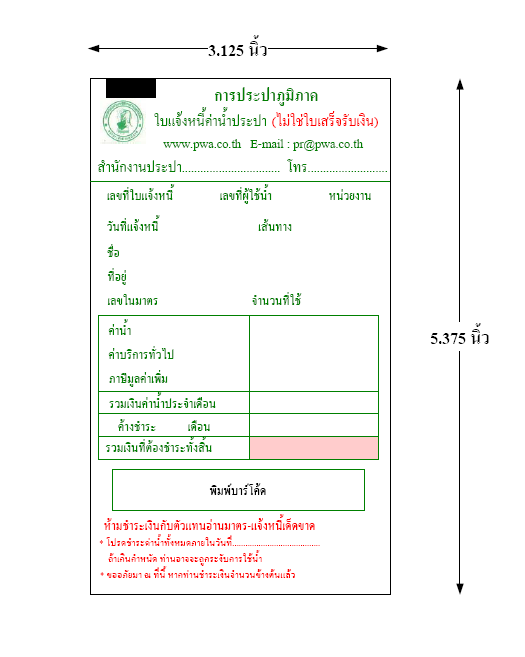 3.125 นิ้ว
การประปาภูมิภาค
ใบแจ้งหนี้ค่าน้ำประปา (ไม่ใช่ใบเสร็จรับเงิน)
www.pwa.co.th E-mail : pr@pwa.co.th
สำนักงานประปา............................... โทร.........................
เลขที่ใบแจ้งหนี้ เลขที่ผู้ใช้น้ำ หน่วยงาน
วันที่แจ้งหนี้ เส้นทาง
ชื่อ
ที่อยู่
เลขในมาตร จำนวนที่ใช้
ค่าน้ำ
5.375 นิ้ว
ค่าบริการทั่วไป
ภาษีมูลค่าเพิ่ม
รวมเงินค่าน้ำประจำเดือน
ค้างชำระ เดือน
รวมเงินที่ต้องชำระทั้งสิ้น
พิมพ์บาร์โค้ด
ห้ามชำระเงินกับตัวแทนอ่านมาตร-แจ้งหนี้เด็ดขาด
* โปรดชำระค่าน้ำทั้งหมดภายในวันที่......................................
ถ้าเกินกำหนด ท่านอาจจะถูกระงับการใช้น้ำ
* ขออภัยมา ณ ที่นี้ หากท่านชำระเงินจำนวนข้างต้นแล้ว